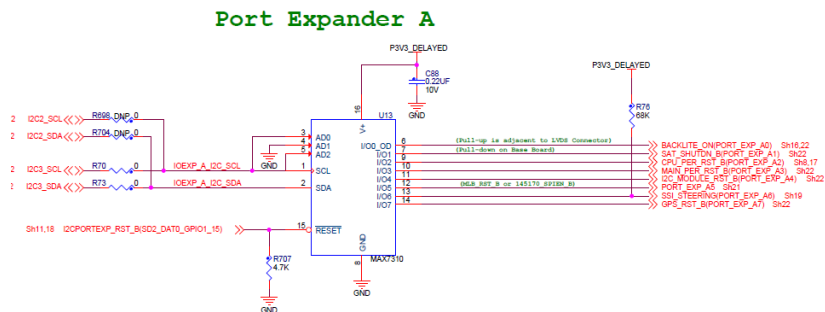 Port Expander A
P3V3_DELAYED
C88
0.22UF
10V
GND
P3V3_DELAYED
R76
68K
2 I2C2_SCL R698 DNP 0
2 I2C2_SDA R704 DNP 0
2 I2C3_SCL R70 0 IOEXP_A_I2C_SCL
2 I2C3_SDA R73 0 IOEXP_A_I2C_SDA
GND
U13
16 V+
3 AD0
4 AD1
5 AD2
1 SCL
2 SDA
15 RESET
I/O0_OD 6 (Pull-up is adjacent to LVDS Connector) BACKLITE_ON(PORT_EXP_A0) Sh16,22
I/O1 7 (Pull-down on Base Board) SAT_SHUTDN_B(PORT_EXP_A1) Sh22
I/O2 9 CPU_PER_RST_B(PORT_EXP_A2) Sh8,17
I/O3 10 MAIN_PER_RST_B(PORT_EXP_A3) Sh22
I/O4 11 I2C_MODULE_RST_B(PORT_EXP_A4) Sh22
I/O5 12 (MLB_RST_B or 145170_SPIEN_B) PORT_EXP_A5 Sh21
I/O6 13 SSI_STEERING(PORT_EXP_A6) Sh19
I/O7 14 GPS_RST_B(PORT_EXP_A7) Sh22
Sh11,18 I2CPORTEXP_RST_B(SD2_DAT0_GPIO1_15)
R707
4.7K
GND
GND
8
MAX7310
GND